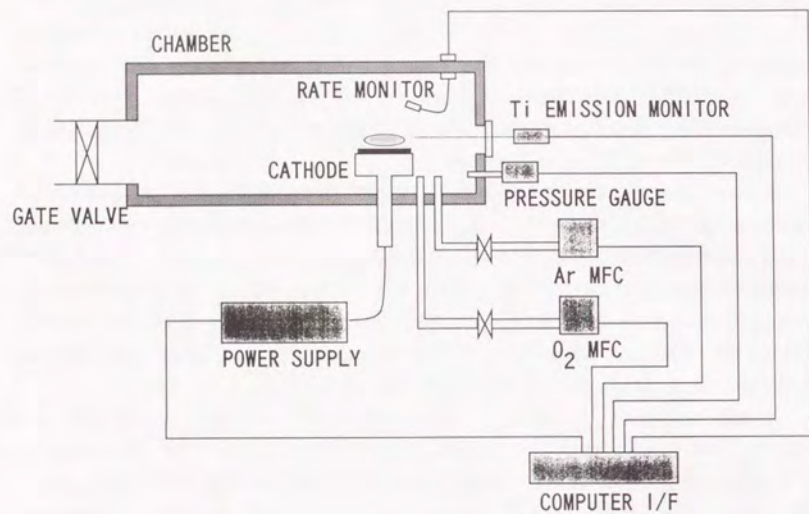 CHAMBER
RATE MONITOR
Ti EMISSION MONITOR
CATHODE
PRESSURE GAUGE
GATE VALVE
Ar MFC
POWER SUPPLY
O2 MFC
COMPUTER I/F